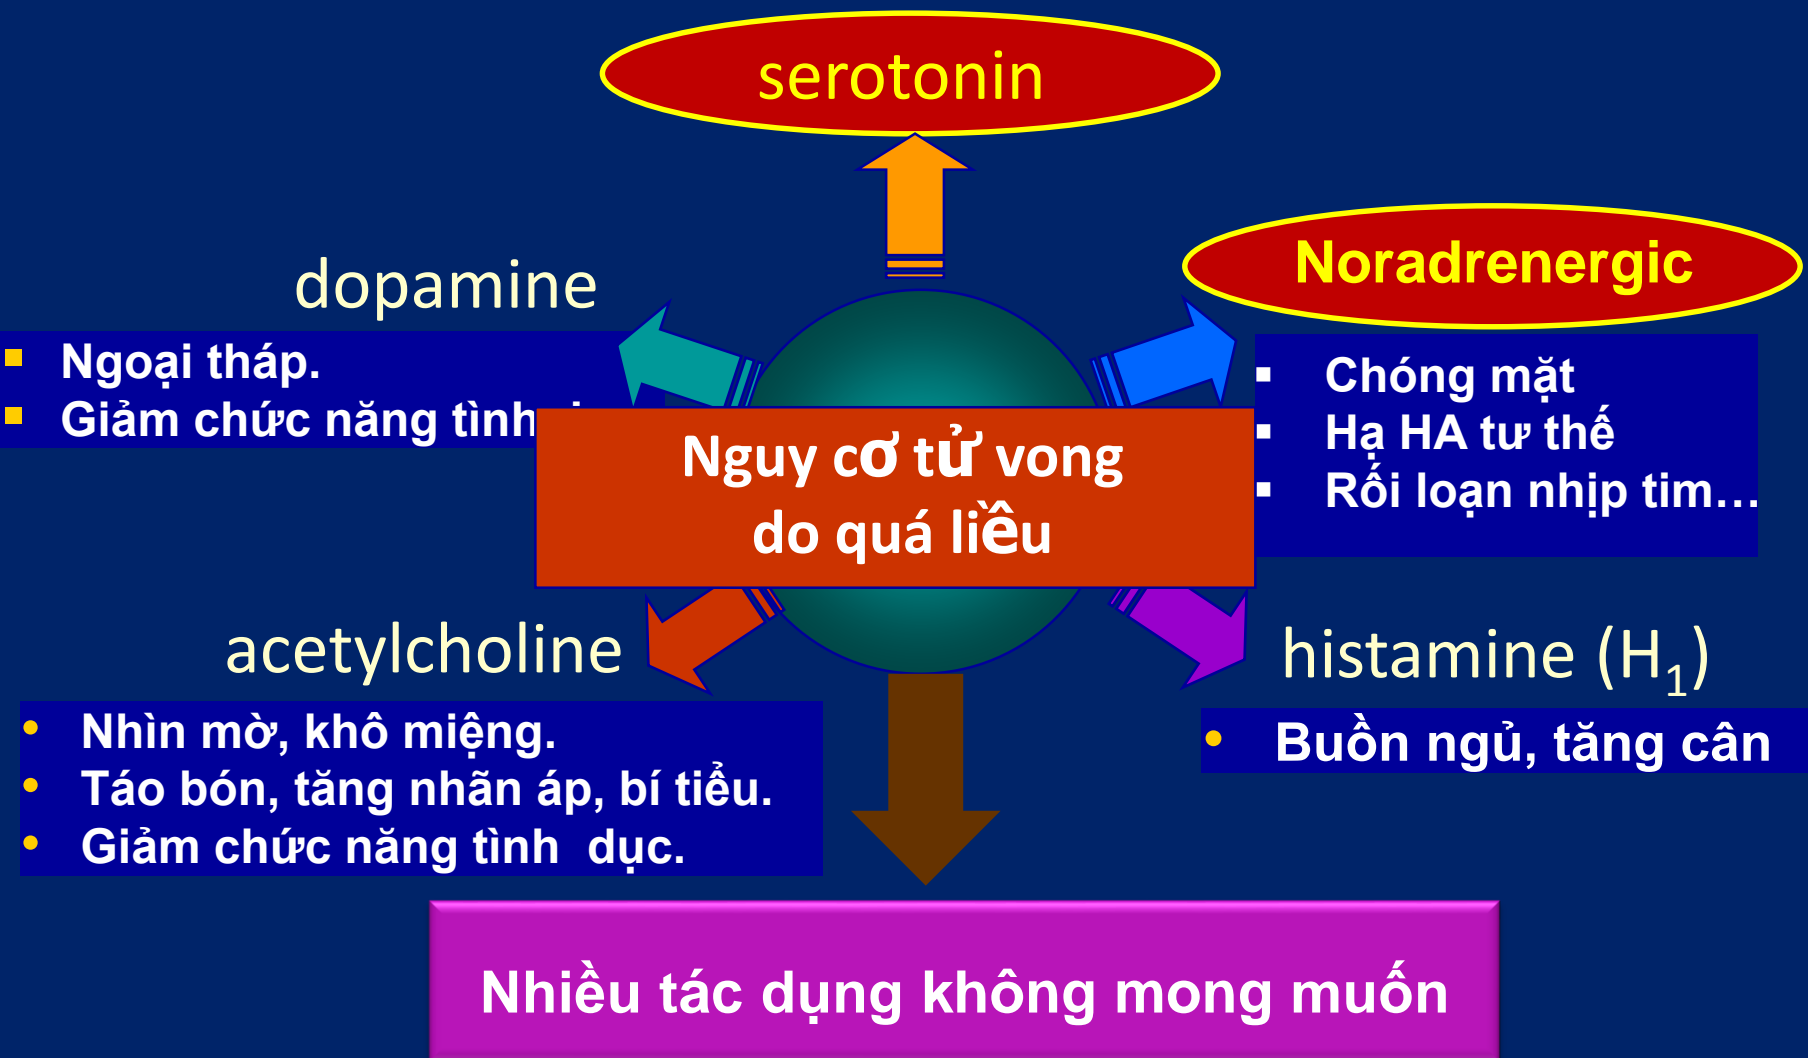 serotonin
dopamine
Noradrenergic
Ngoại tháp.
Giảm chức năng tình
Nguy cơ tử vong
do quá liều
Chóng mặt
Hạ HA tư thế
Rối loạn nhịp tim...
acetylcholine
Nhìn mờ, khô miệng.
Táo bón, tăng nhãn áp, bí tiểu.
Giảm chức năng tình dục.
histamine (H₁)
Buồn ngủ, tăng cân
Nhiều tác dụng không mong muốn